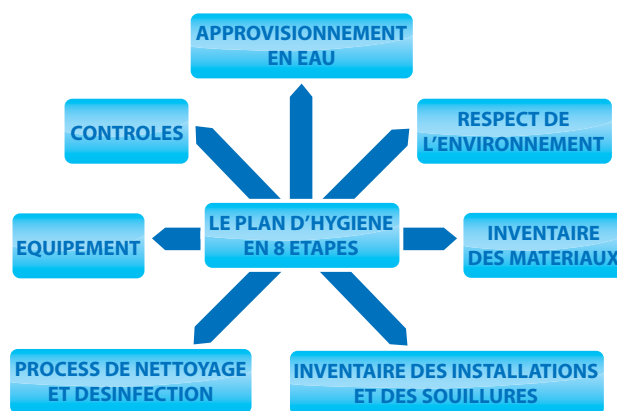 APPROVISIONNEMENT
EN EAU
CONTROLES
RESPECT DE
L'ENVIRONNEMENT
LE PLAN D'HYGIENE
EN 8 ETAPES
EQUIPEMENT
INVENTAIRE
DES MATERIAUX
PROCESS DE NETTOYAGE
ET DESINFECTION
INVENTAIRE DES INSTALLATIONS
ET DES SOUILLURES